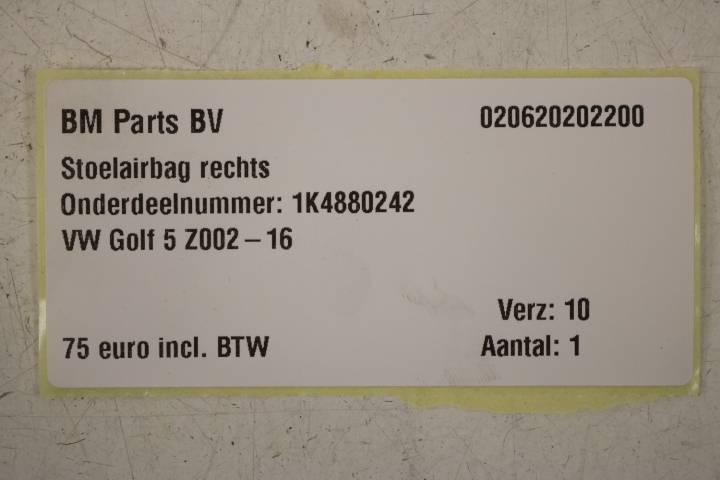 BM Parts BV 020620202200
Stoelairbag rechts
Onderdeelnummer: 1K4880242
VW Golf 5 Z002 – 16
Verz: 10
75 euro incl. BTW Aantal: 1